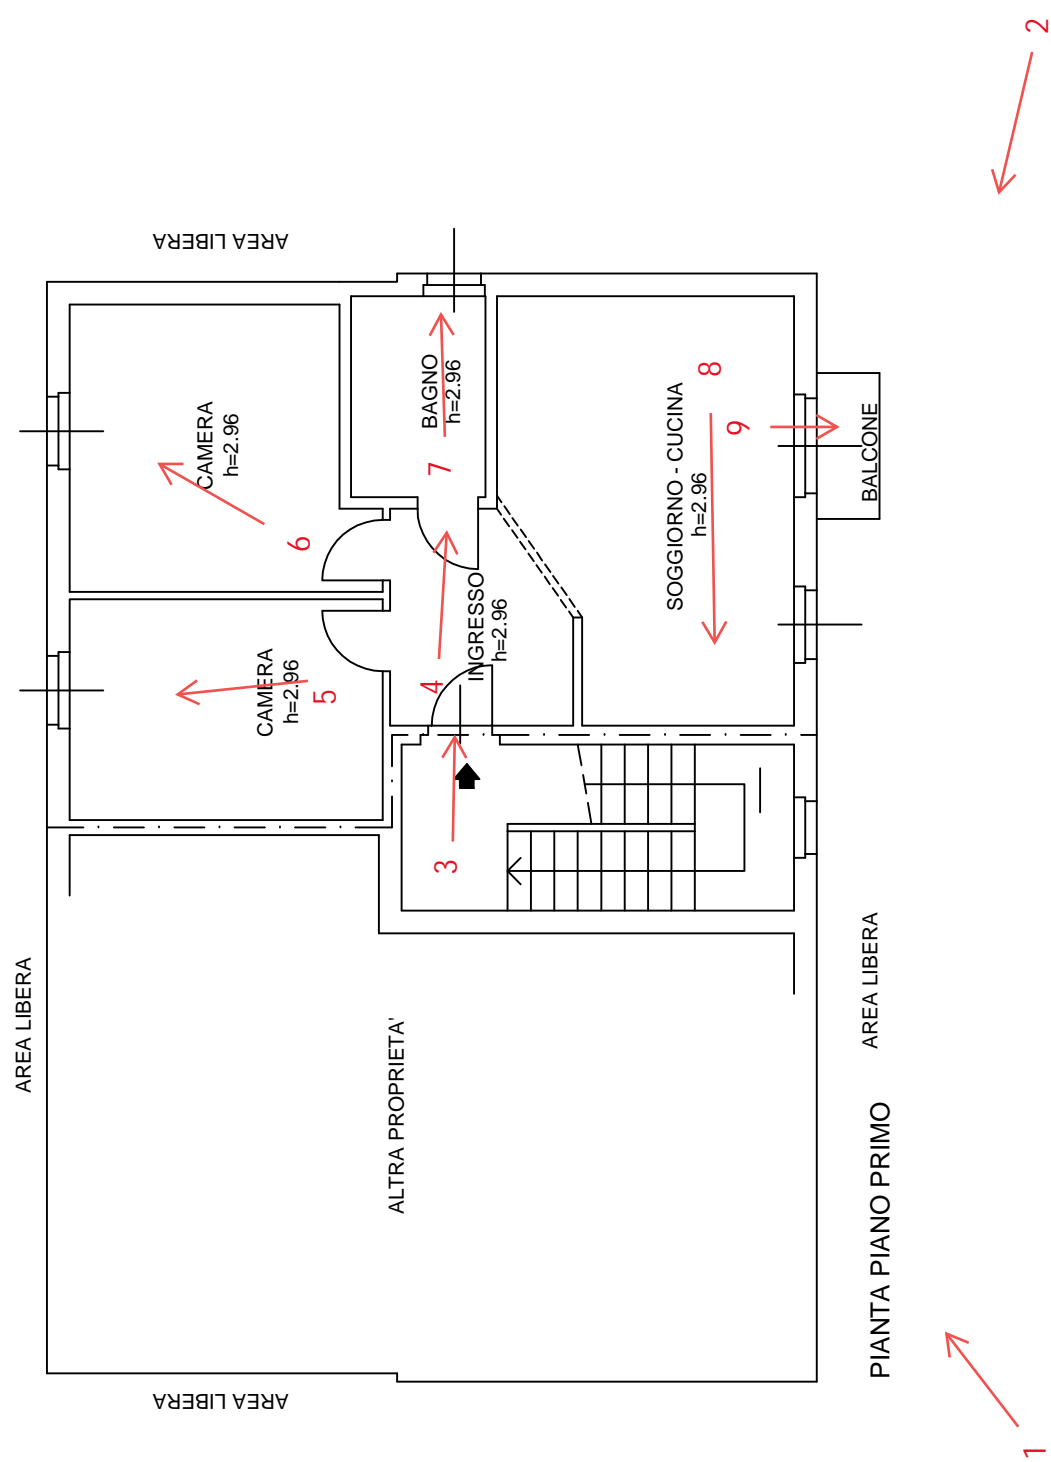 AREA LIBERA
AREA LIBERA
CAMERA
h=2.96
CAMERA
h=2.96
BAGNO
h=2.96
INGRESSO
h=2.96
SOGGIORNO - CUCINA
h=2.96
BALCONE
ALTRA PROPRIETA'
AREA LIBERA
AREA LIBERA
PIANTA PIANO PRIMO
1
2
3
4
5
6
7
8
9